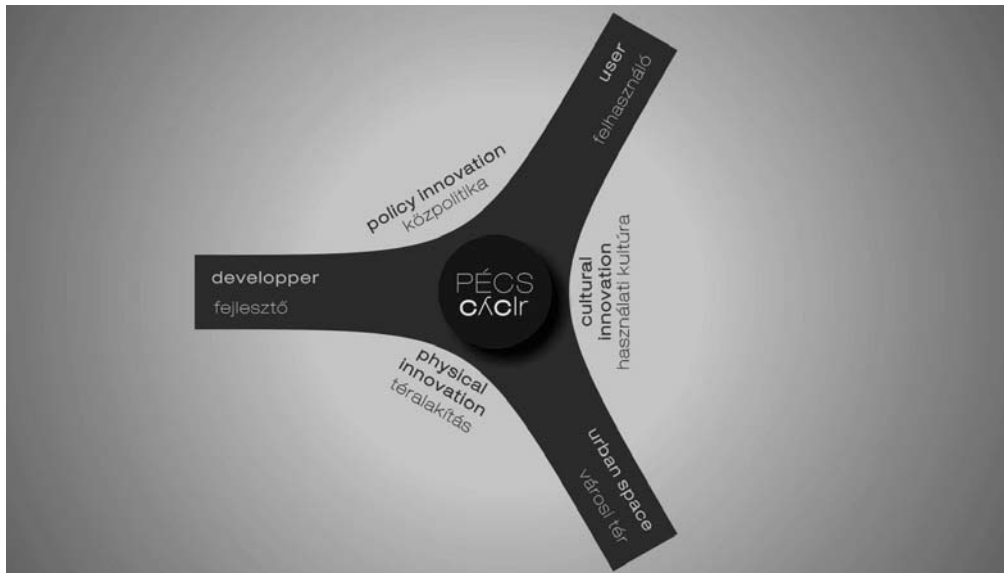 user
felhasználó
policy innovation
közpolitika
developper
fejlesztő
PÉCS
cyclr
cultural
innovation
használati kultúra
physical
innovation
téralakítás
urban space
városi tér